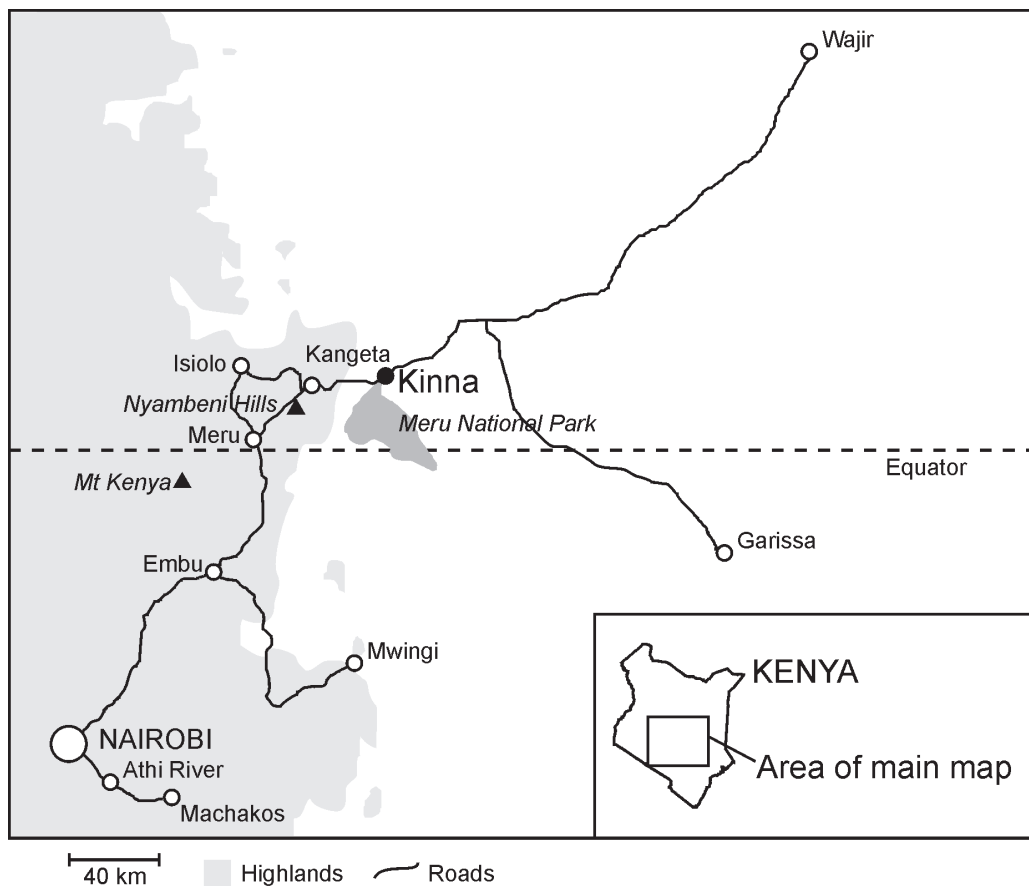 Wajir
Kangeta
Isiolo
Kinna
Nyambeni Hills
Meru National Park
Meru
Equator
Mt Kenya
Garissa
Embu
Mwingi
KENYA
NAIROBI
Area of main map
Athi River
Machakos
40 km
Highlands
Roads